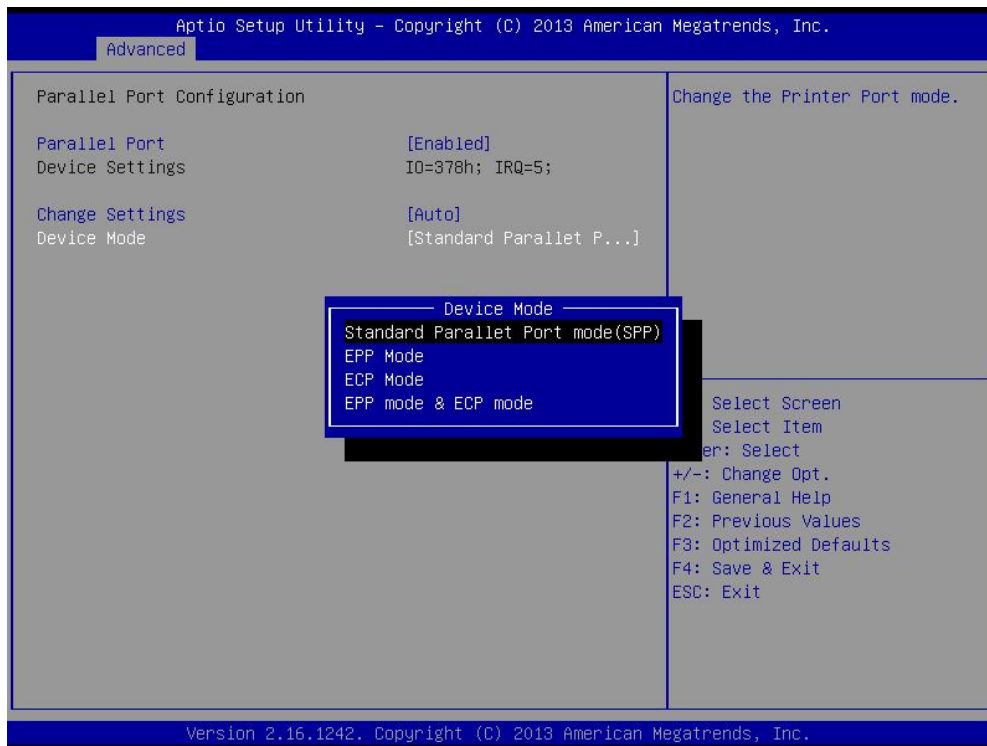 Aptio Setup Utility – Copyright (C) 2013 American Megatrends, Inc.
Advanced
Parallel Port Configuration
Parallel Port [Enabled]
Device Settings IO=378h; IRQ=5;
Change Settings [Auto]
Device Mode [Standard Parallet P...]
Change the Printer Port mode.
Device Mode
Standard Parallet Port mode(SPP)
EPP Mode
ECP Mode
EPP mode & ECP mode
Select Screen
Select Item
er: Select
+/-: Change Opt.
F1: General Help
F2: Previous Values
F3: Optimized Defaults
F4: Save & Exit
ESC: Exit
Version 2.16.1242. Copyright (C) 2013 American Megatrends, Inc.